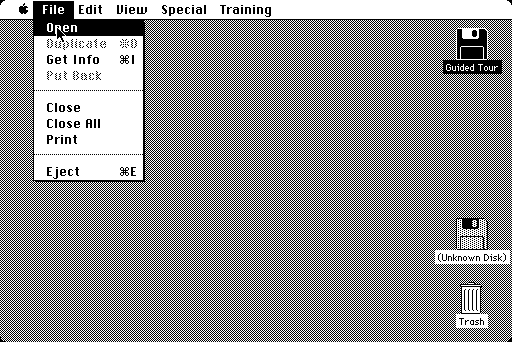 File Edit View Special Training
Open
Duplicate ⌘D
Get Info ⌘I
Put Back
Close
Close All
Print
Eject ⌘E
Guided Tour
(Unknown Disk)
Trash